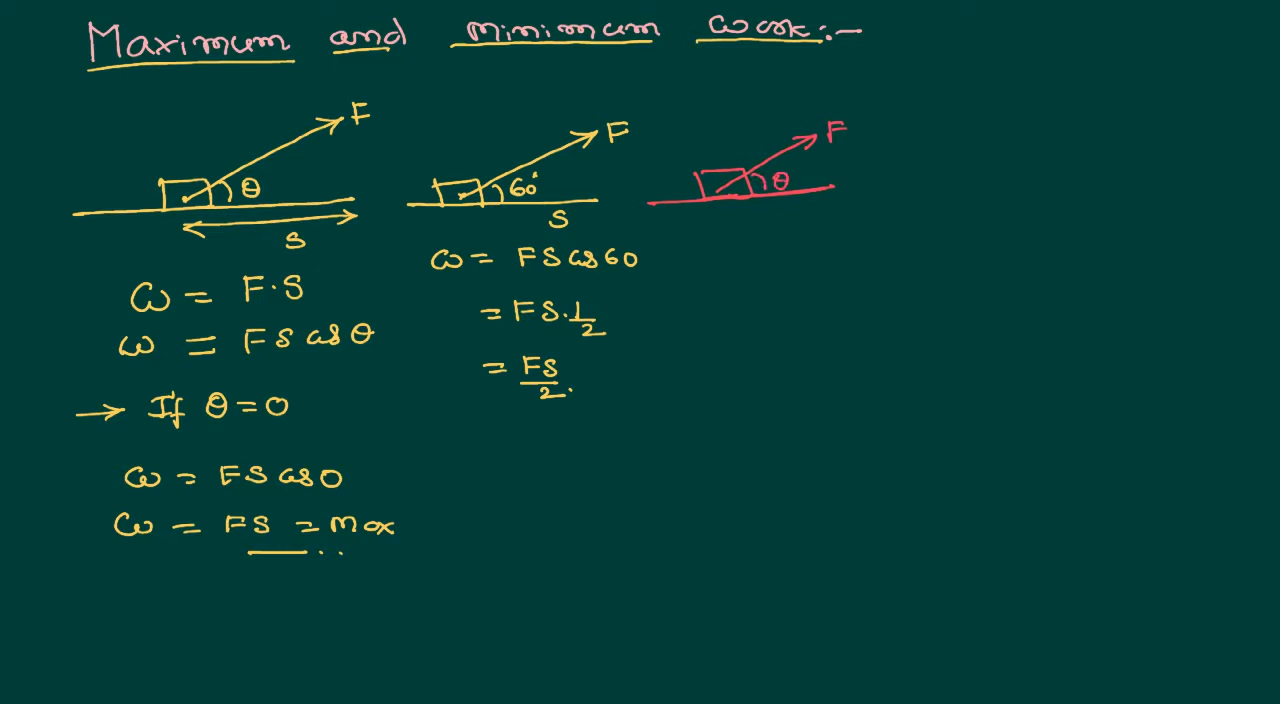 Maximum and Minimum Work:-
F
θ
S
W = F.S
W = FS cos θ
→ If θ = 0
W = FS cos 0
W = FS = Max
F
60°
S
W = FS cos 60
= FS.1/2
= FS/2.
F
θ